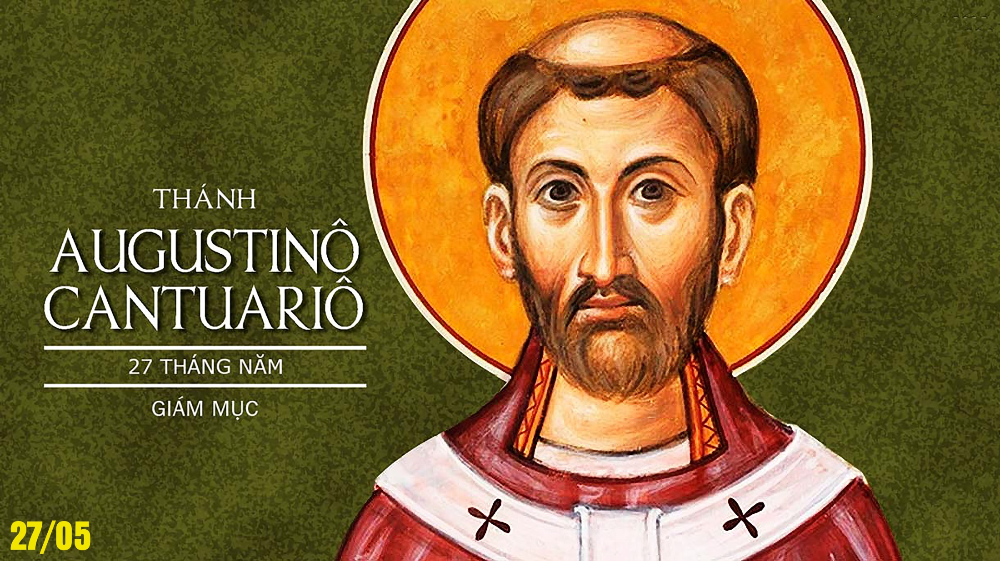 THÁNH
AUGUSTINÔ
CANTUARIÔ
27 THÁNG NĂM
GIÁM MỤC
27/05